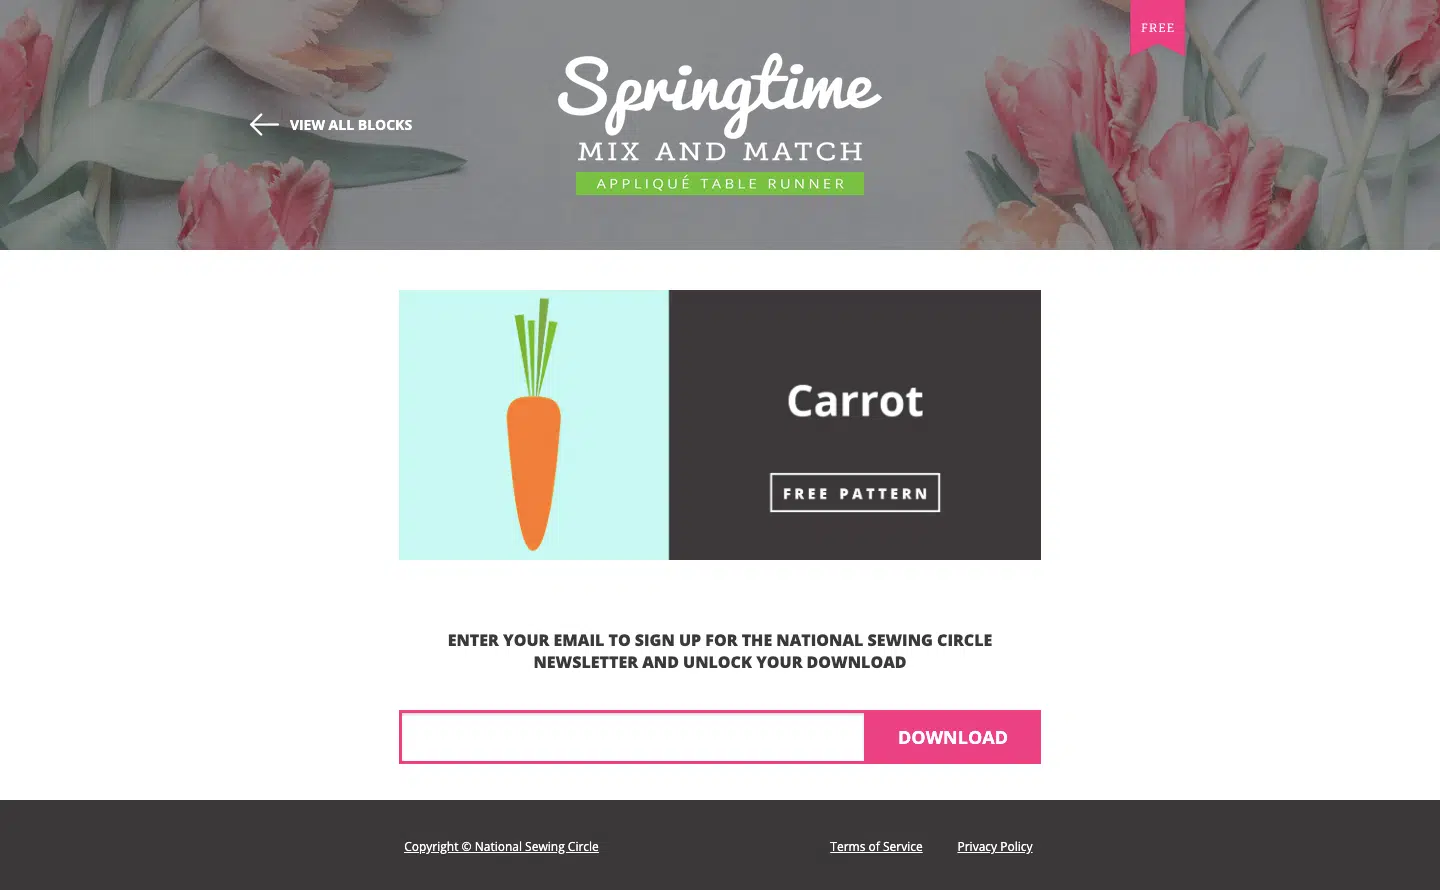 FREE
Springtime
VIEW ALL BLOCKS
MIX AND MATCH
APPLIQUÉ TABLE RUNNER
Carrot
FREE PATTERN
ENTER YOUR EMAIL TO SIGN UP FOR THE NATIONAL SEWING CIRCLE
NEWSLETTER AND UNLOCK YOUR DOWNLOAD
DOWNLOAD
Copyright © National Sewing Circle
Terms of Service
Privacy Policy